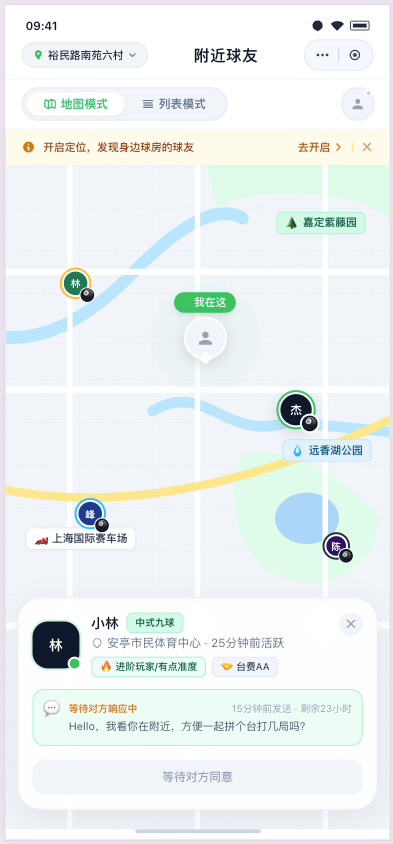 09:41
裕民路南苑六村
附近球友
地图模式
列表模式
开启定位，发现身边球房的球友
去开启
嘉定紫藤园
林
我在这
杰
远香湖公园
峰
上海国际赛车场
陈
林
小林
中式九球
安亭市民体育中心 · 25分钟前活跃
🔥 进阶玩家/有点准度
🤝 台费AA
等待对方响应中
15分钟前发送 · 剩余23小时
Hello，我看你在附近，方便一起拼个台打几局吗？
等待对方同意